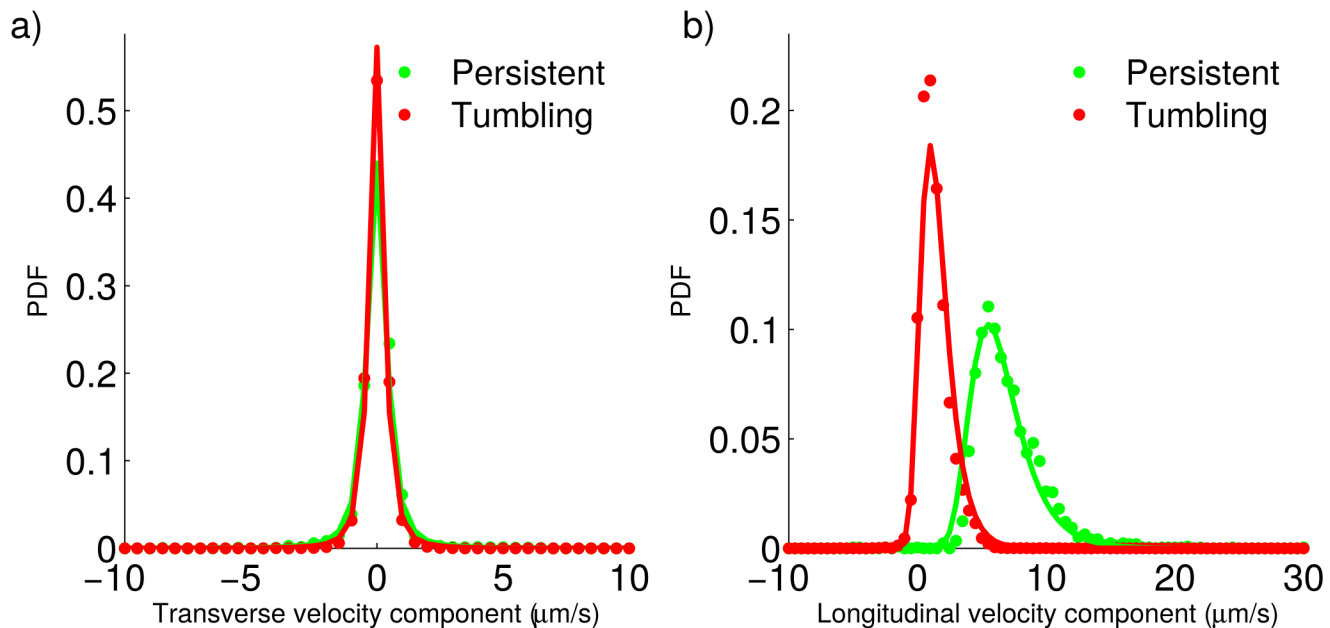 a)
Persistent
Tumbling
0.5
0.4
0.3
0.2
0.1
0
−10
−5
0
5
10
PDF
Transverse velocity component (μm/s)
b)
Persistent
Tumbling
0.2
0.15
0.1
0.05
0
−10
0
10
20
30
PDF
Longitudinal velocity component (μm/s)